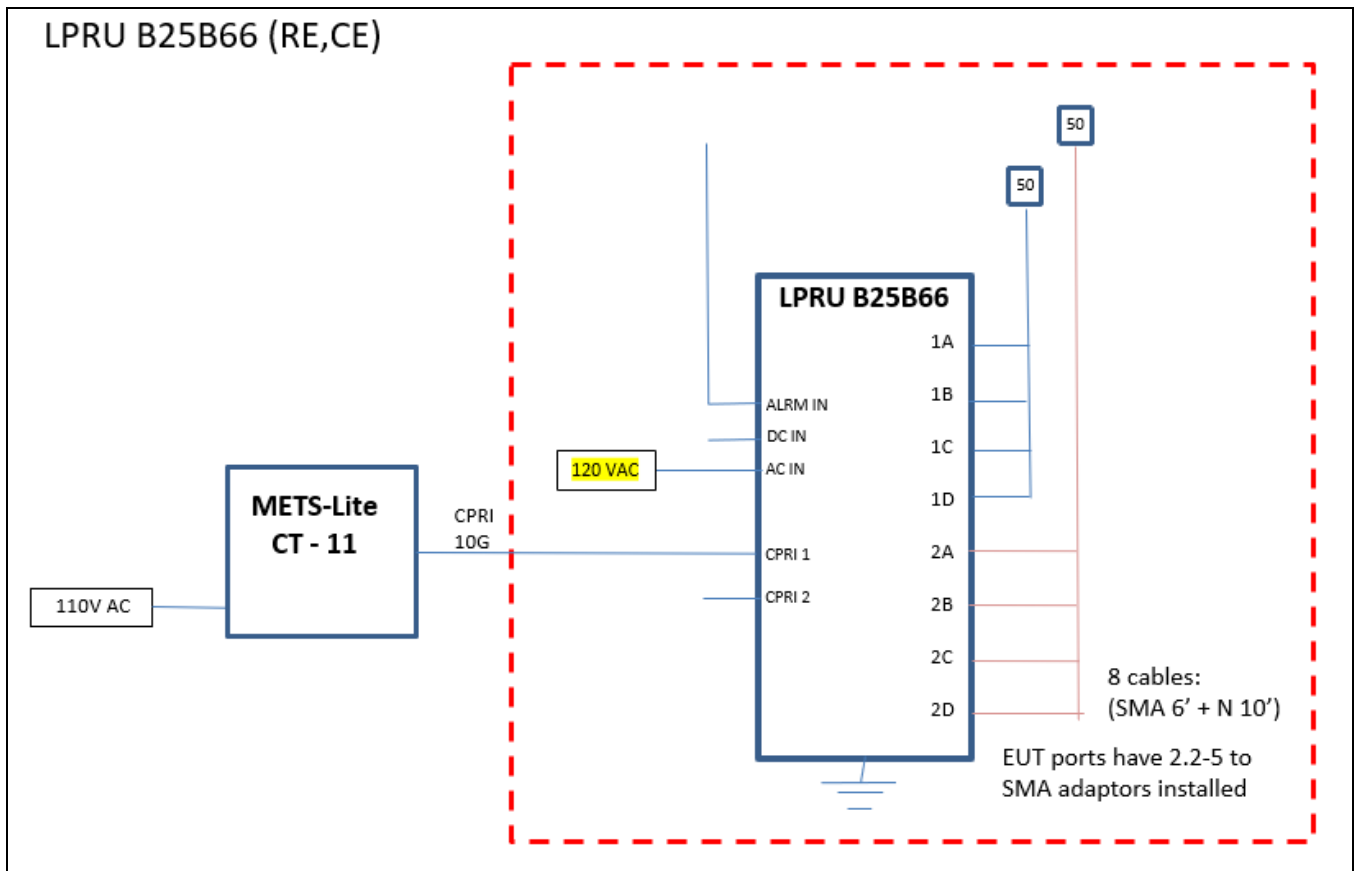 LPRU B25B66 (RE,CE)
50
50
LPRU B25B66
1A
1B
ALRM IN
DC IN
1C
120 VAC
AC IN
1D
METS-Lite
CT - 11
CPRI
10G
CPRI 1
2A
CPRI 2
2B
110V AC
2C
2D
8 cables:
(SMA 6’ + N 10’)
EUT ports have 2.2-5 to
SMA adaptors installed